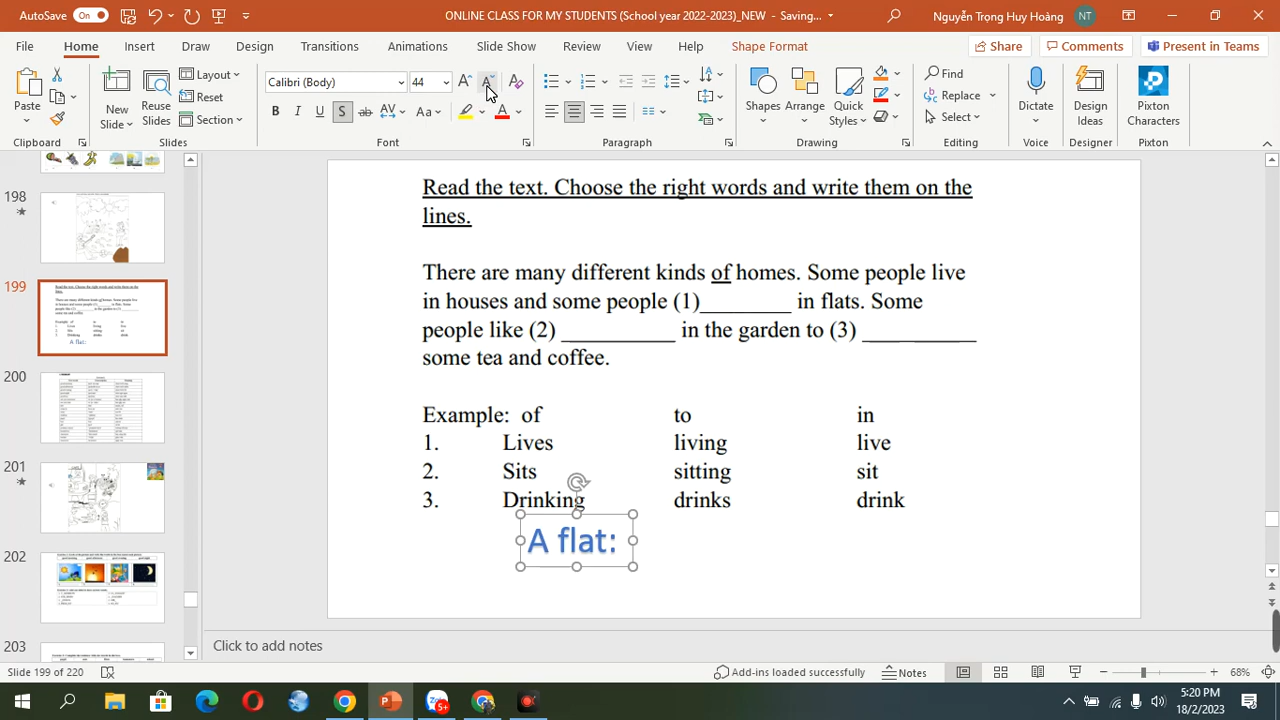 AutoSave On ONLINE CLASS FOR MY STUDENTS (School year 2022-2023)_NEW - Saving... Nguyễn Trọng Huy Hoàng NT
File Home Insert Draw Design Transitions Animations Slide Show Review View Help Shape Format Share Comments Present in Teams
Paste New Slide Reuse Slides Layout Reset Section Calibri (Body) 44 Shapes Arrange Quick Styles Find Replace Select Dictate Design Ideas Pixton Characters
Clipboard Slides Font Paragraph Drawing Editing Voice Designer Pixton
198
199
200
201
202
203
Read the text. Choose the right words and write them on the
lines.
There are many different kinds of homes. Some people live
in houses and some people (1)__________ in flats. Some
people like (2) ____________ in the garden to (3) ____________
some tea and coffee.
Example: of to in
1. Lives living live
2. Sits sitting sit
3. Drinking drinks drink
A flat:
Click to add notes
Slide 199 of 220 Add-ins loaded successfully Notes 68%
5:20 PM
18/2/2023